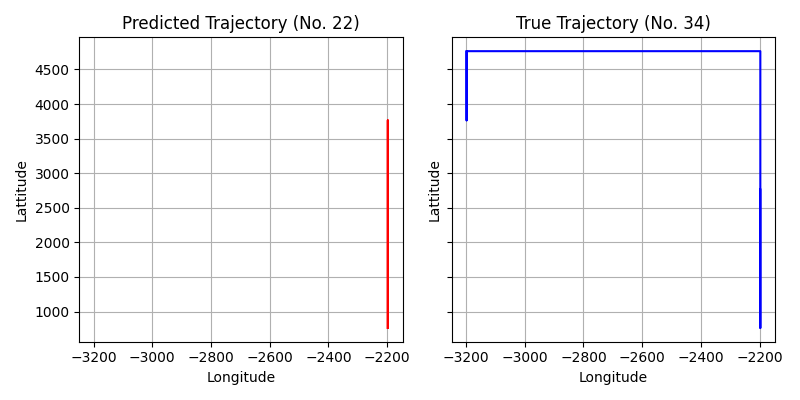 Predicted Trajectory (No. 22)
True Trajectory (No. 34)
Lattitude
4500
4000
3500
3000
2500
2000
1500
1000
−3200 −3000 −2800 −2600 −2400 −2200
Longitude
Lattitude
−3200 −3000 −2800 −2600 −2400 −2200
Longitude